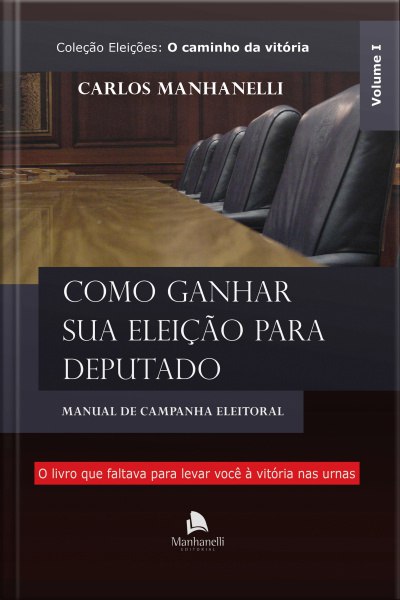 Coleção Eleições: O caminho da vitória
Volume I
CARLOS MANHANELLI
COMO GANHAR
SUA ELEIÇÃO PARA
DEPUTADO
MANUAL DE CAMPANHA ELEITORAL
O livro que faltava para levar você à vitória nas urnas
Manhanelli
EDITORIAL